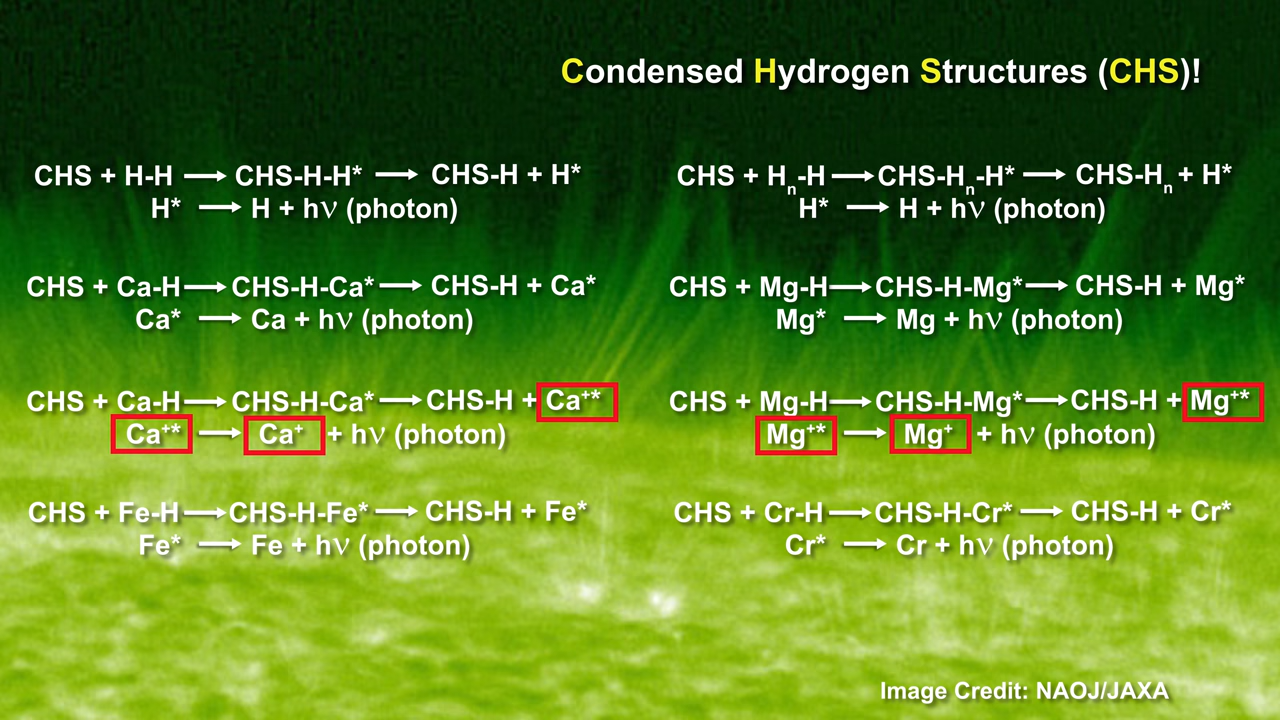 Condensed Hydrogen Structures (CHS)!
CHS + H-H ⟶ CHS-H-H* ⟶ CHS-H + H*
H* ⟶ H + hν (photon)
CHS + Hₙ-H ⟶ CHS-Hₙ-H* ⟶ CHS-Hₙ + H*
H* ⟶ H + hν (photon)
CHS + Ca-H ⟶ CHS-H-Ca* ⟶ CHS-H + Ca*
Ca* ⟶ Ca + hν (photon)
CHS + Mg-H ⟶ CHS-H-Mg* ⟶ CHS-H + Mg*
Mg* ⟶ Mg + hν (photon)
CHS + Ca-H ⟶ CHS-H-Ca* ⟶ CHS-H + Ca⁺*
Ca⁺* ⟶ Ca⁺ + hν (photon)
CHS + Mg-H ⟶ CHS-H-Mg* ⟶ CHS-H + Mg⁺*
Mg⁺* ⟶ Mg⁺ + hν (photon)
CHS + Fe-H ⟶ CHS-H-Fe* ⟶ CHS-H + Fe*
Fe* ⟶ Fe + hν (photon)
CHS + Cr-H ⟶ CHS-H-Cr* ⟶ CHS-H + Cr*
Cr* ⟶ Cr + hν (photon)
Image Credit: NAOJ/JAXA